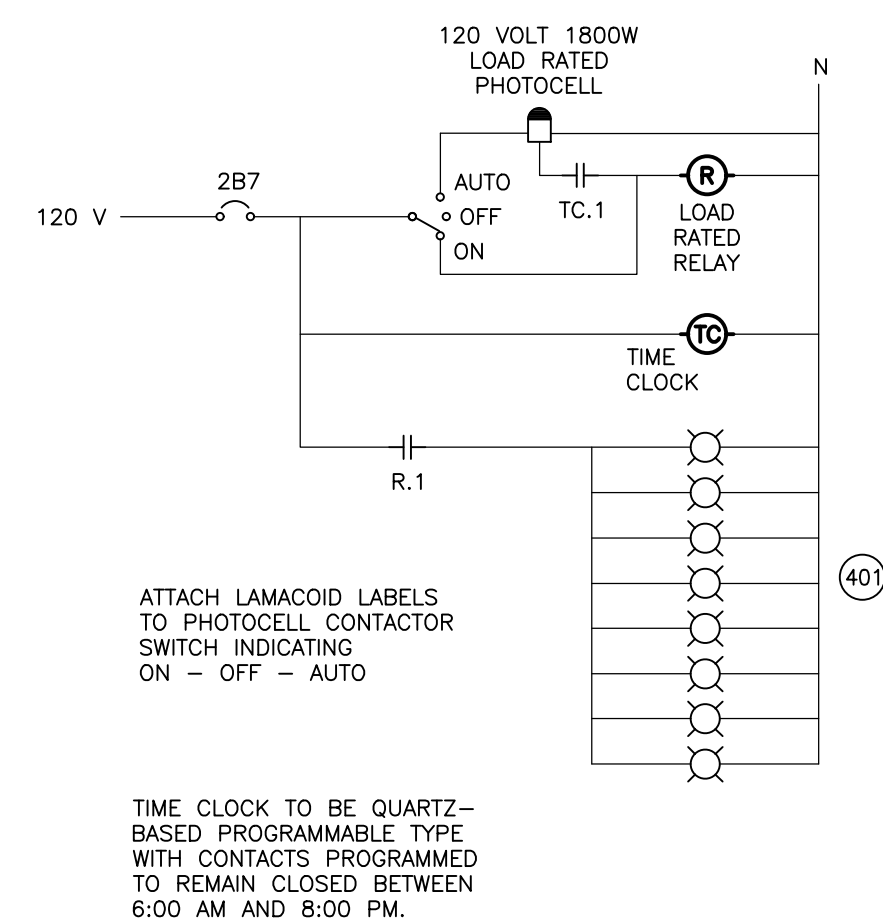 120 VOLT 1800W
LOAD RATED
PHOTOCELL
N
2B7
120 V
AUTO
OFF
ON
TC.1
R
LOAD
RATED
RELAY
TC
TIME
CLOCK
R.1
401
ATTACH LAMACOID LABELS
TO PHOTOCELL CONTACTOR
SWITCH INDICATING
ON – OFF – AUTO
TIME CLOCK TO BE QUARTZ–
BASED PROGRAMMABLE TYPE
WITH CONTACTS PROGRAMMED
TO REMAIN CLOSED BETWEEN
6:00 AM AND 8:00 PM.